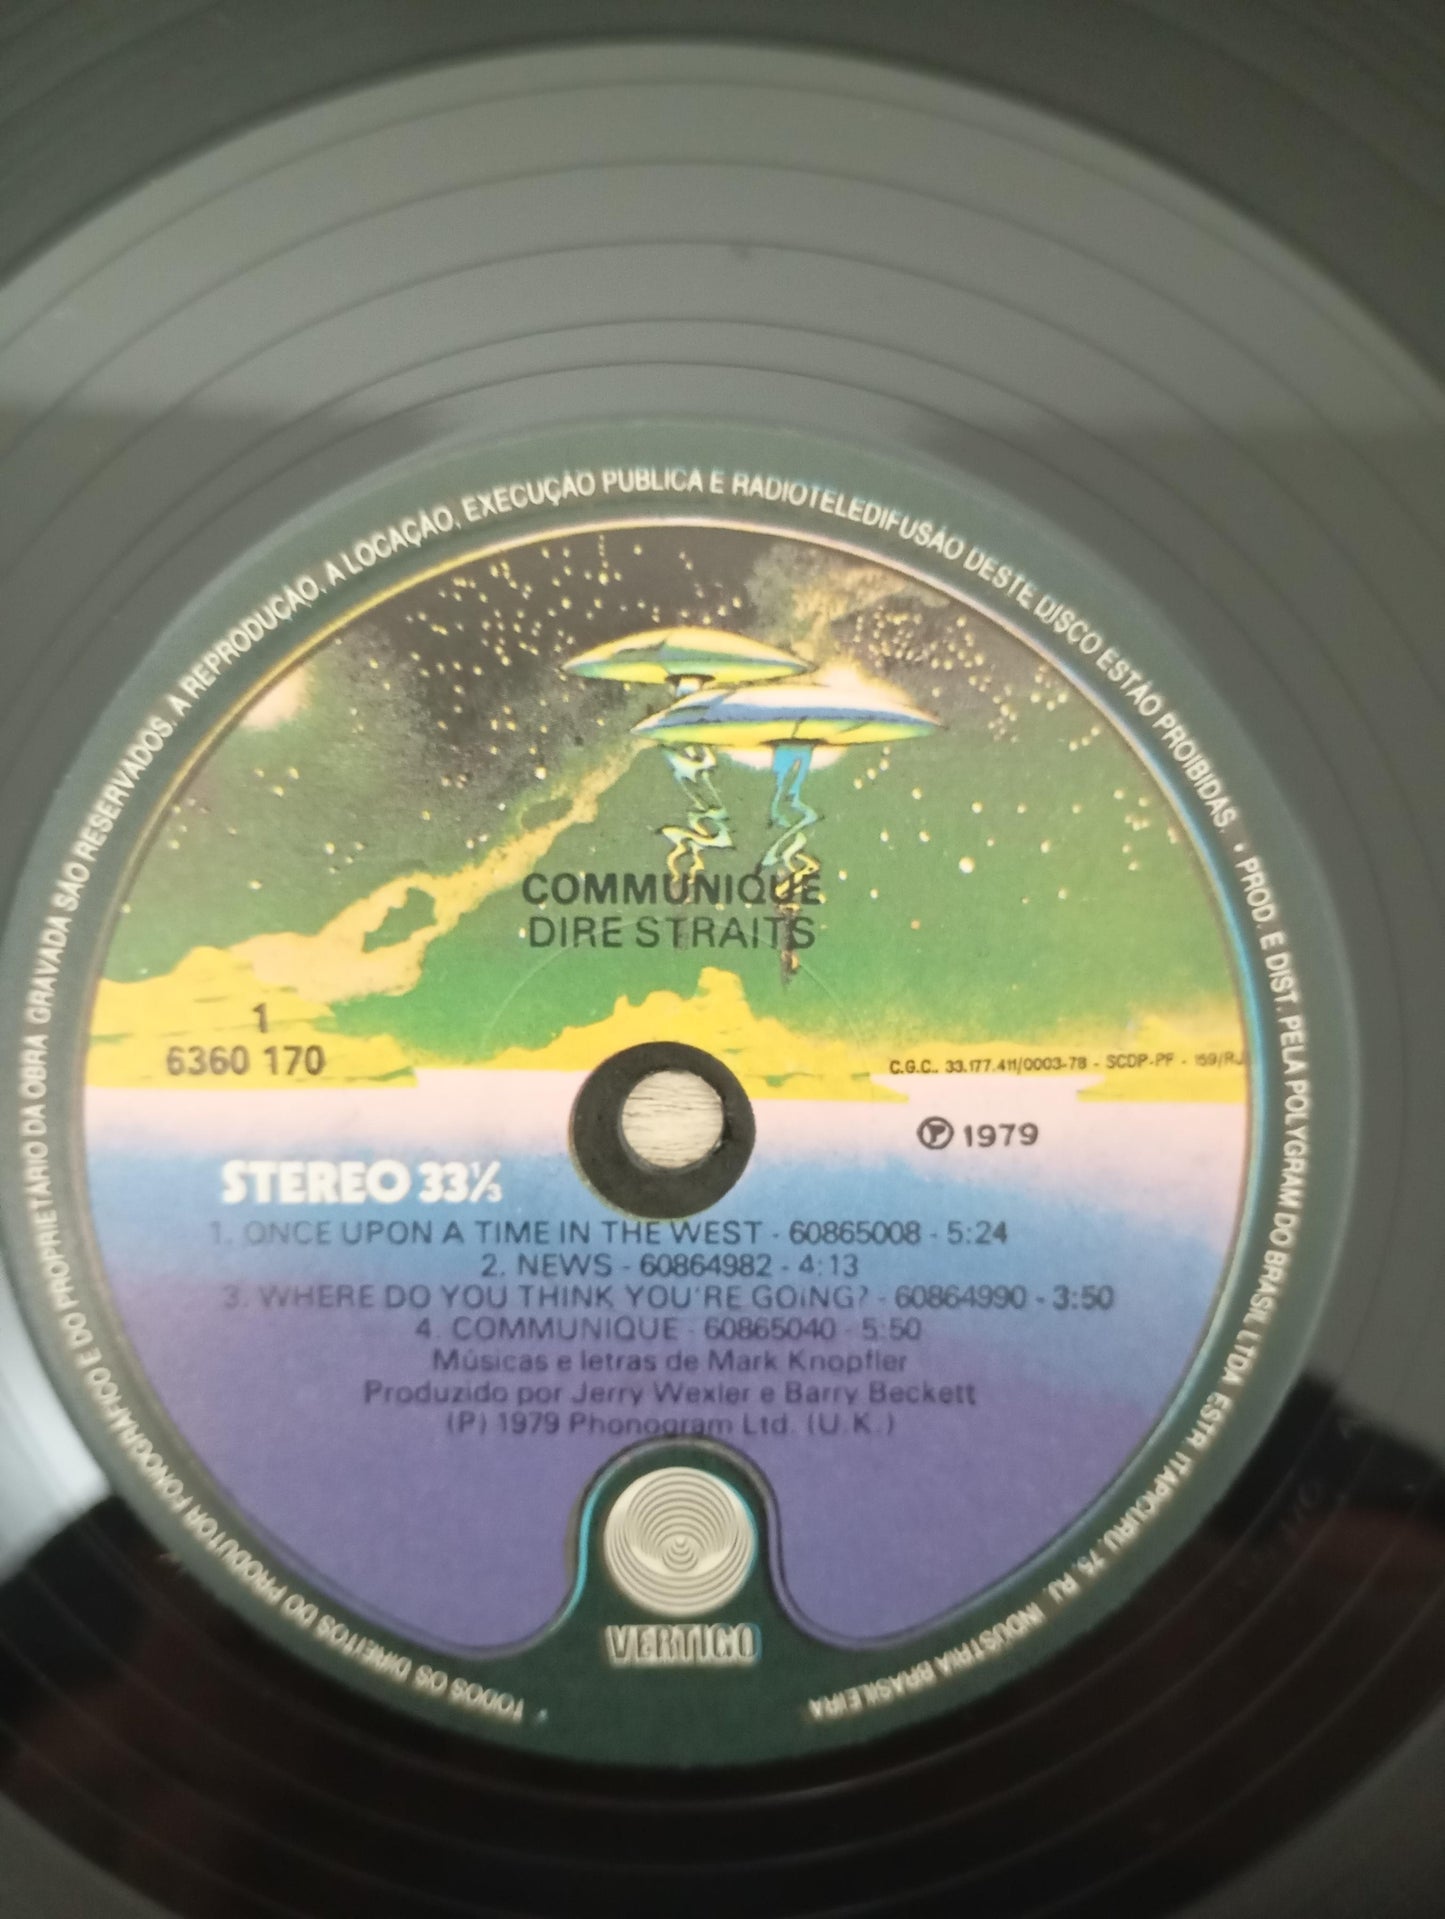 TODOS OS DIREITOS DO PRODUTOR FONOGRÁFICO E DO PROPRIETÁRIO DA OBRA GRAVADA SÃO RESERVADOS. A REPRODUÇÃO, A LOCAÇÃO, EXECUÇÃO PUBLICA E RADIOTELEDIFUSÃO DESTE DISCO ESTÃO PROIBIDAS. • PROD. E DIST. PELA POLYGRAM DO BRASIL LTDA ESTR ITAPICURU, 75, RJ. INDÚSTRIA BRASILEIRA
COMMUNIQUE
DIRE STRAITS
1
6360 170
C.G.C.. 33.177.411/0003-78 - SCDP-PF - 159/RJ
Ⓟ 1979
STEREO 33⅓
1. ONCE UPON A TIME IN THE WEST - 60865008 - 5:24
2. NEWS - 60864982 - 4:13
3. WHERE DO YOU THINK YOU'RE GOING? - 60864990 - 3:50
4. COMMUNIQUE - 60865040 - 5:50
Músicas e letras de Mark Knopfler
Produzido por Jerry Wexler e Barry Beckett
(P) 1979 Phonogram Ltd. (U.K.)
VERTIGO